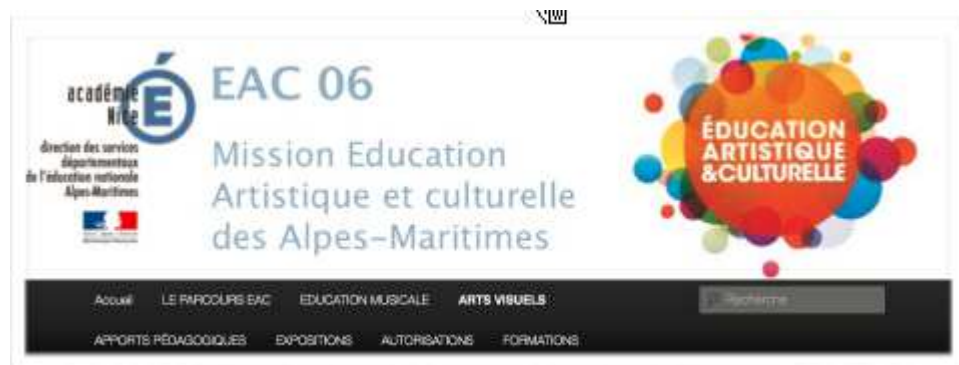 académie
Nice
É
direction des services
départementaux
de l'éducation nationale
Alpes-Maritimes
EAC 06
Mission Education
Artistique et culturelle
des Alpes-Maritimes
ÉDUCATION
ARTISTIQUE
&CULTURELLE
Accueil LE PARCOURS EAC EDUCATION MUSICALE ARTS VISUELS
Recherche
APPORTS PÉDAGOGIQUES EXPOSITIONS AUTORISATIONS FORMATIONS